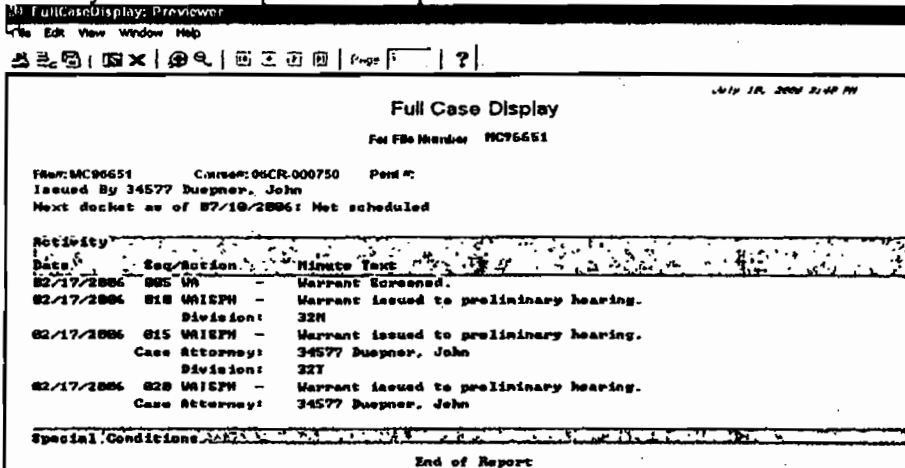 FullCaseDisplay: Previewer
File Edit View Window Help
Page ?
July 10, 2006
Full Case Display
For File Number MC96651
File#: MC96651 Course#: 06CR-000750 Pend #:
Issued By 34577 Duepner, John
Next docket as of 07/10/2006: Not scheduled
Activity
Date Seq/Action Minute Text
02/17/2006 005 WA - Warrant Screened.
02/17/2006 010 WAISPH - Warrant issued to preliminary hearing.
Division: 32M
02/17/2006 015 WAISPH - Warrant issued to preliminary hearing.
Case Attorney: 34577 Duepner, John
Division: 32T
02/17/2006 020 WAISPH - Warrant issued to preliminary hearing.
Case Attorney: 34577 Duepner, John
Special Conditions
End of Report